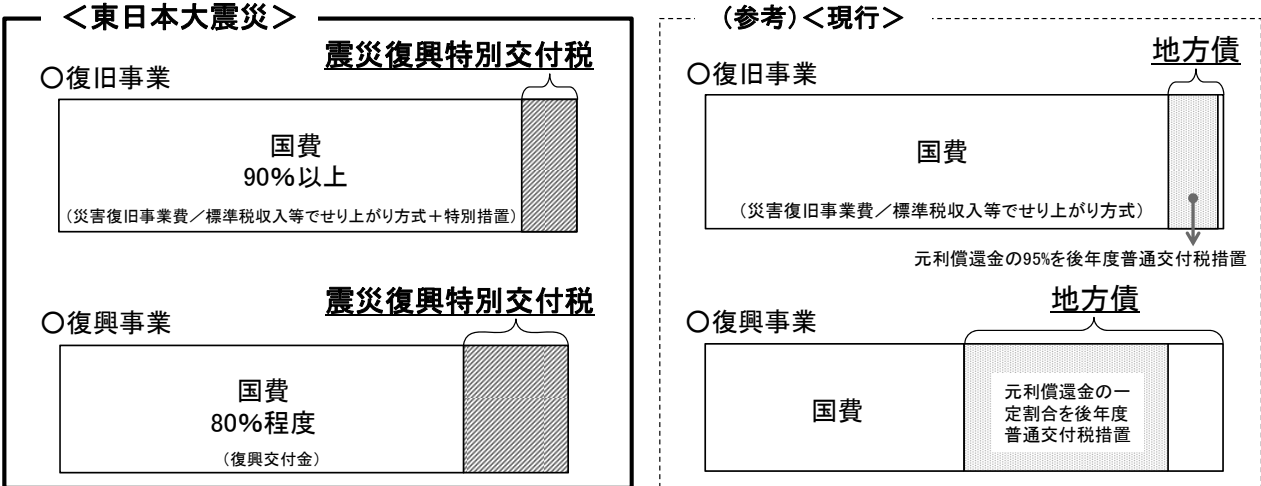 ＜東日本大震災＞
震災復興特別交付税
〇復旧事業
国費
90%以上
（災害復旧事業費／標準税収入等でせり上がり方式＋特別措置）
震災復興特別交付税
〇復興事業
国費
80%程度
（復興交付金）
（参考）＜現行＞
地方債
〇復旧事業
国費
（災害復旧事業費／標準税収入等でせり上がり方式）
元利償還金の95%を後年度普通交付税措置
地方債
〇復興事業
国費
元利償還金の一
定割合を後年度
普通交付税措置